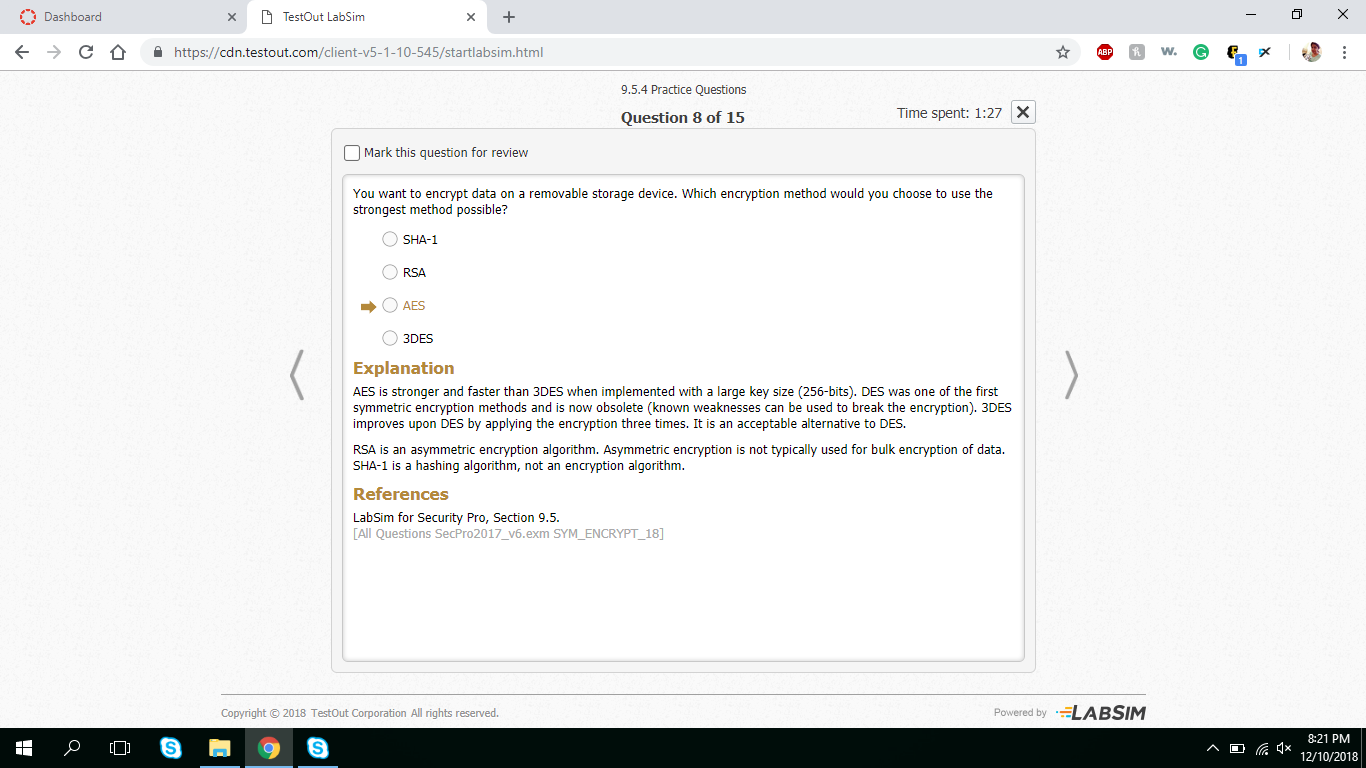 Dashboard
TestOut LabSim
https://cdn.testout.com/client-v5-1-10-545/startlabsim.html
ABP
w.
1
9.5.4 Practice Questions
Question 8 of 15
Time spent: 1:27
Mark this question for review
You want to encrypt data on a removable storage device. Which encryption method would you choose to use the
strongest method possible?
SHA-1
RSA
AES
3DES
Explanation
AES is stronger and faster than 3DES when implemented with a large key size (256-bits). DES was one of the first
symmetric encryption methods and is now obsolete (known weaknesses can be used to break the encryption). 3DES
improves upon DES by applying the encryption three times. It is an acceptable alternative to DES.
RSA is an asymmetric encryption algorithm. Asymmetric encryption is not typically used for bulk encryption of data.
SHA-1 is a hashing algorithm, not an encryption algorithm.
References
LabSim for Security Pro, Section 9.5.
[All Questions SecPro2017_v6.exm SYM_ENCRYPT_18]
Copyright © 2018 TestOut Corporation All rights reserved.
Powered by LABSIM
8:21 PM
12/10/2018